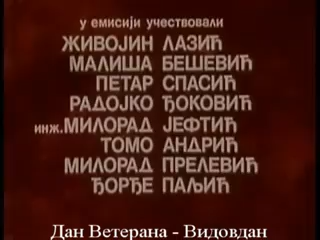 у емисији учествовали
ЖИВОЈИН ЛАЗИЋ
МАЛИША БЕШЕВИЋ
ПЕТАР СПАСИЋ
РАДОЈКО ЂОКОВИЋ
инж.МИЛОРАД ЈЕФТИЋ
ТОМО АНДРИЋ
МИЛОРАД ПРЕЛЕВИЋ
ЂОРЂЕ ПАЉИЋ
Дан Ветерана - Видовдан